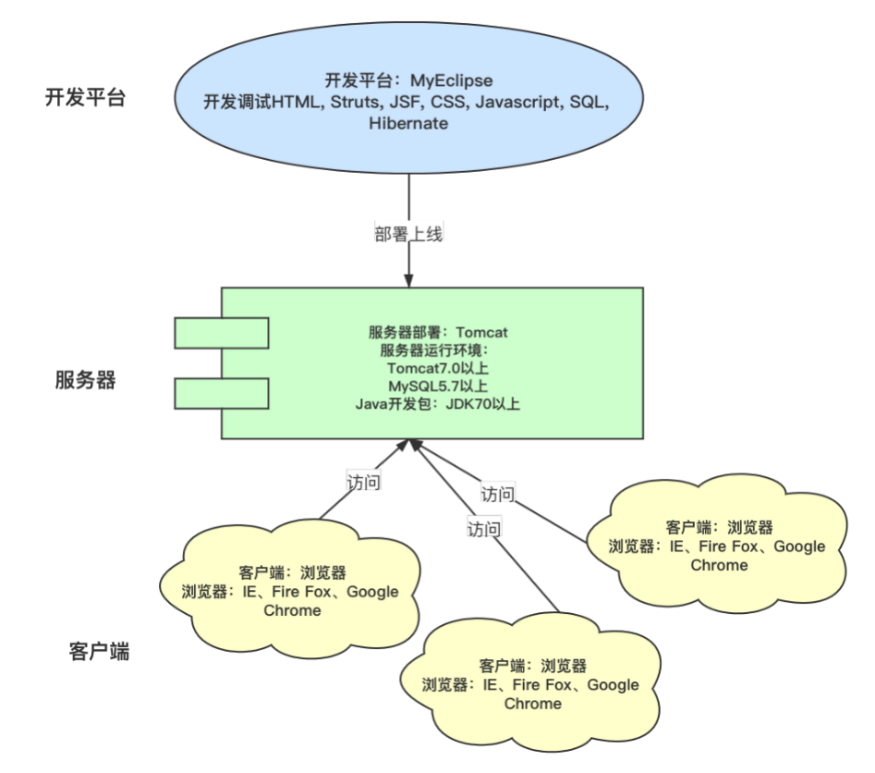 开发平台
开发平台：MyEclipse
开发调试HTML, Struts, JSF, CSS, Javascript, SQL,
Hibernate
部署上线
服务器
服务器部署：Tomcat
服务器运行环境：
Tomcat7.0以上
MySQL5.7以上
Java开发包：JDK70以上
访问
访问
访问
客户端：浏览器
浏览器：IE、Fire Fox、Google
Chrome
客户端：浏览器
浏览器：IE、Fire Fox、Google
Chrome
客户端
客户端：浏览器
浏览器：IE、Fire Fox、Google
Chrome